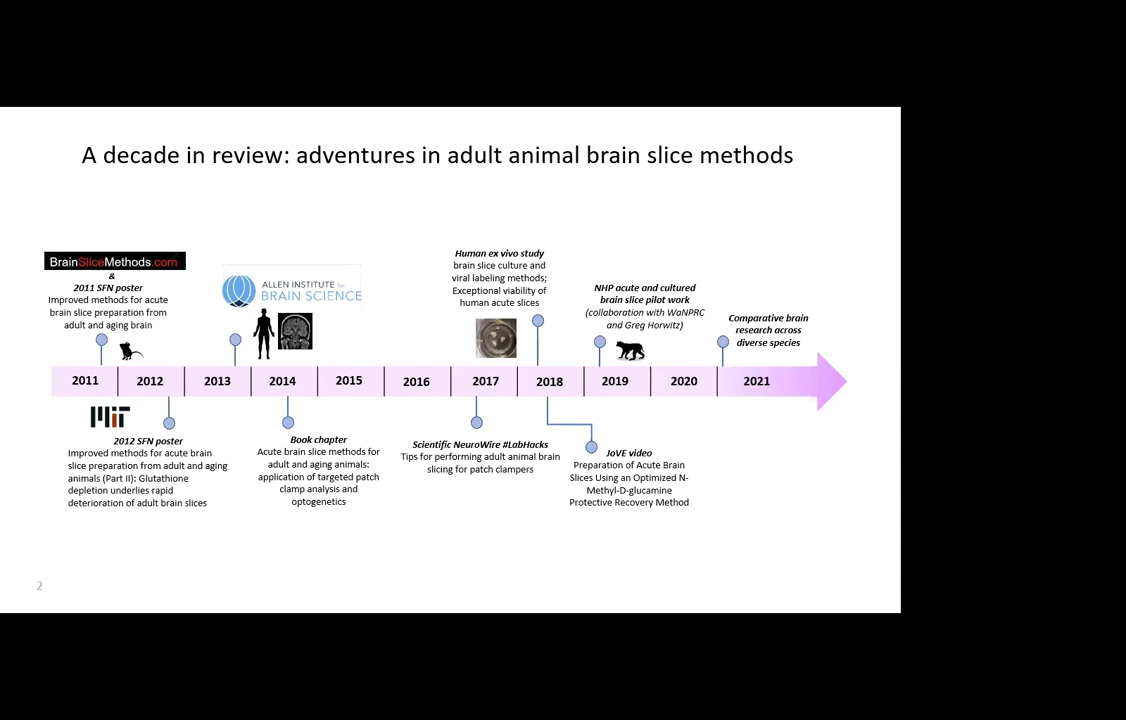 A decade in review: adventures in adult animal brain slice methods
BrainSliceMethods.com
&
2011 SFN poster
Improved methods for acute
brain slice preparation from
adult and aging brain
ALLEN INSTITUTE for
BRAIN SCIENCE
Human ex vivo study
brain slice culture and
viral labeling methods;
Exceptional viability of
human acute slices
NHP acute and cultured
brain slice pilot work
(collaboration with WaNPRC
and Greg Horwitz)
Comparative brain
research across
diverse species
2011 2012 2013 2014 2015 2016 2017 2018 2019 2020 2021
MIT
2012 SFN poster
Improved methods for acute brain
slice preparation from adult and aging
animals (Part II): Glutathione
depletion underlies rapid
deterioration of adult brain slices
Book chapter
Acute brain slice methods for
adult and aging animals:
application of targeted patch
clamp analysis and
optogenetics
Scientific NeuroWire #LabHacks
Tips for performing adult animal brain
slicing for patch clampers
JoVE video
Preparation of Acute Brain
Slices Using an Optimized N-
Methyl-D-glucamine
Protective Recovery Method
2